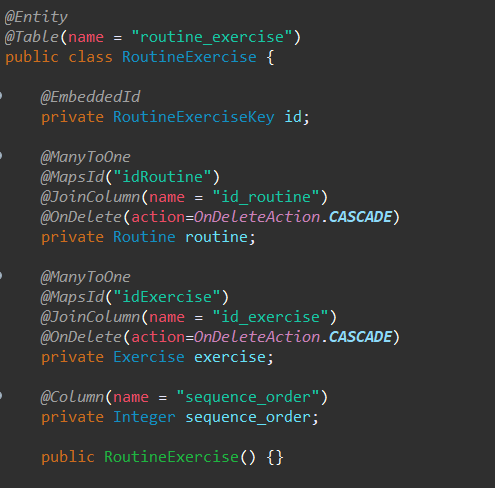 @Entity
@Table(name = "routine_exercise")
public class RoutineExercise {
@EmbeddedId
private RoutineExerciseKey id;
@ManyToOne
@MapsId("idRoutine")
@JoinColumn(name = "id_routine")
@OnDelete(action=OnDeleteAction.CASCADE)
private Routine routine;
@ManyToOne
@MapsId("idExercise")
@JoinColumn(name = "id_exercise")
@OnDelete(action=OnDeleteAction.CASCADE)
private Exercise exercise;
@Column(name = "sequence_order")
private Integer sequence_order;
public RoutineExercise() {}